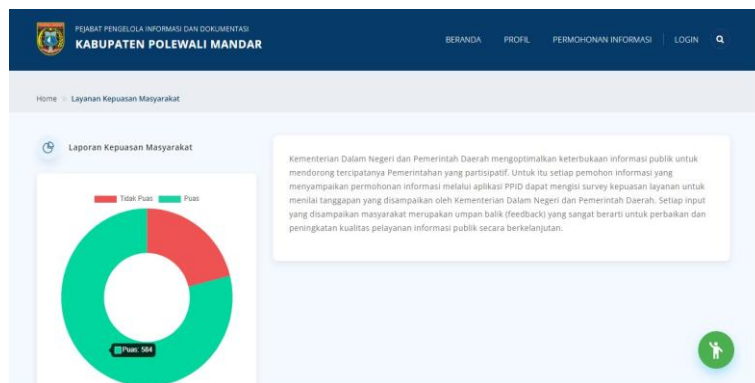 PEJABAT PENGELOLA INFORMASI DAN DOKUMENTASI
KABUPATEN POLEWALI MANDAR
BERANDA PROFIL PERMOHONAN INFORMASI LOGIN
Home Layanan Kepuasan Masyarakat
Laporan Kepuasan Masyarakat
Tidak Puas Puas
Puas: 584
Kementerian Dalam Negeri dan Pemerintah Daerah mengoptimalkan keterbukaan informasi publik untuk
mendorong terciptanya Pemerintahan yang partisipatif. Untuk itu setiap pemohon informasi yang
menyampaikan permohonan informasi melalui aplikasi PPID dapat mengisi survey kepuasan layanan untuk
menilai tanggapan yang disampaikan oleh Kementerian Dalam Negeri dan Pemerintah Daerah. Setiap input
yang disampaikan masyarakat merupakan umpan balik (feedback) yang sangat berarti untuk perbaikan dan
peningkatan kualitas pelayanan informasi publik secara berkelanjutan.